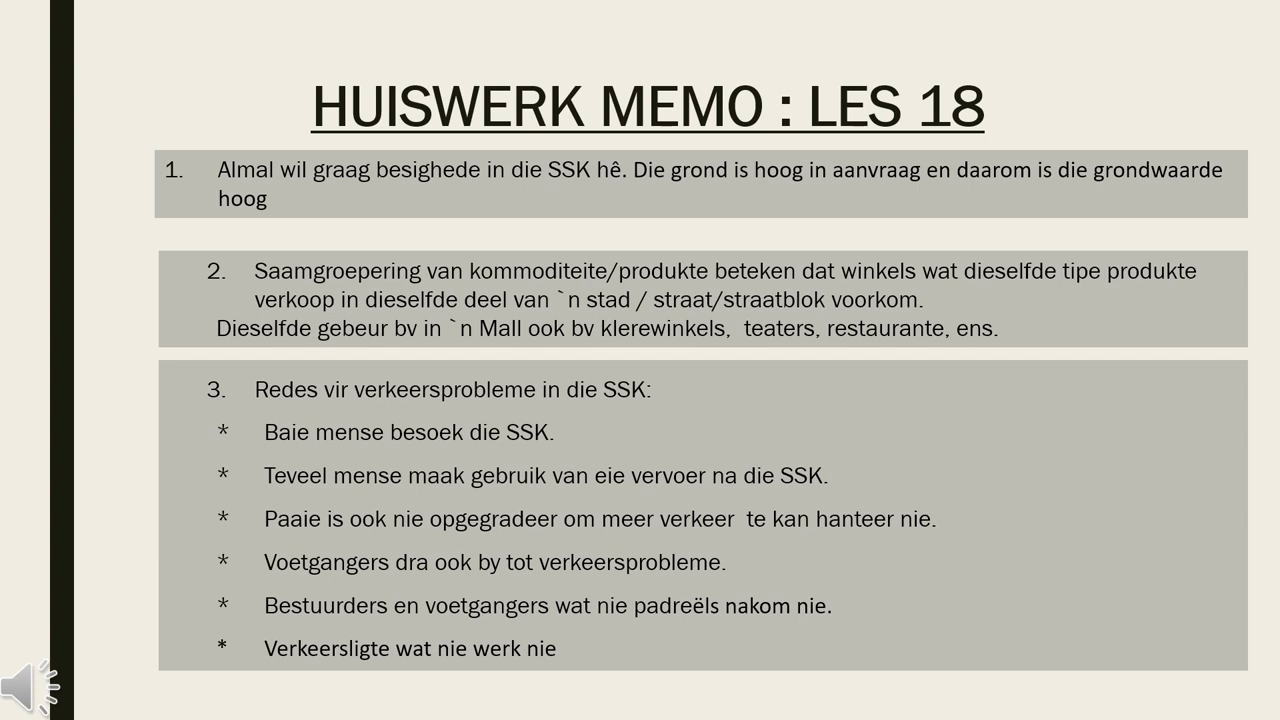 HUISWERK MEMO : LES 18
1. Almal wil graag besighede in die SSK hê. Die grond is hoog in aanvraag en daarom is die grondwaarde
hoog
2. Saamgroepering van kommoditeite/produkte beteken dat winkels wat dieselfde tipe produkte
verkoop in dieselfde deel van `n stad / straat/straatblok voorkom.
Dieselfde gebeur bv in `n Mall ook bv klerewinkels,  teaters, restaurante, ens.
3. Redes vir verkeersprobleme in die SSK:
* Baie mense besoek die SSK.
* Teveel mense maak gebruik van eie vervoer na die SSK.
* Paaie is ook nie opgegradeer om meer verkeer  te kan hanteer nie.
* Voetgangers dra ook by tot verkeersprobleme.
* Bestuurders en voetgangers wat nie padreëls nakom nie.
* Verkeersligte wat nie werk nie